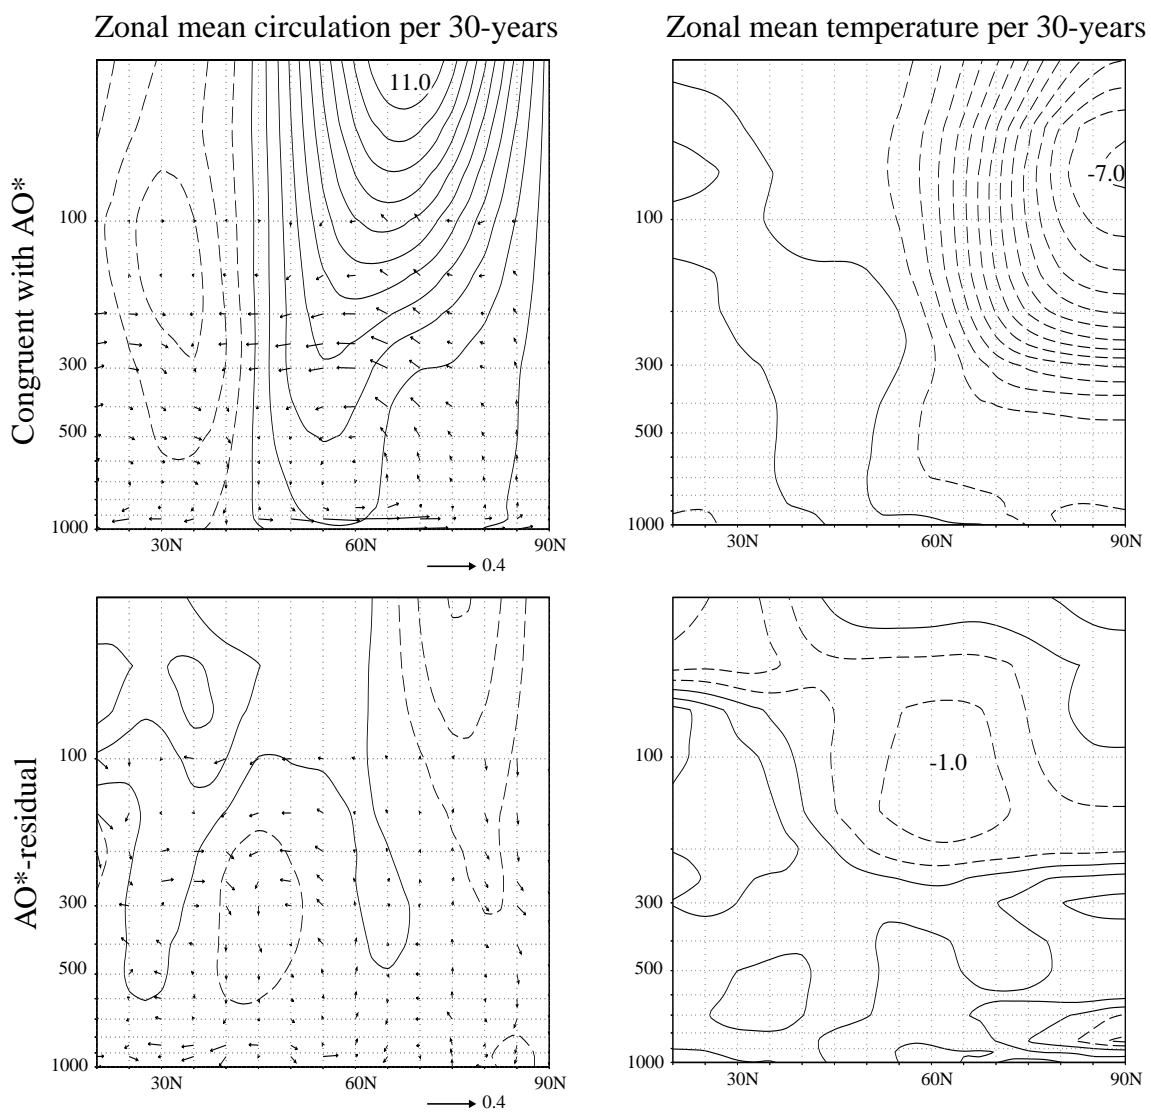 Zonal mean circulation per 30-years
Zonal mean temperature per 30-years
Congruent with AO*
11.0
100
300
500
1000
30N
60N
90N
0.4
-7.0
100
300
500
1000
30N
60N
90N
AO*-residual
100
300
500
1000
30N
60N
90N
0.4
-1.0
100
300
500
1000
30N
60N
90N